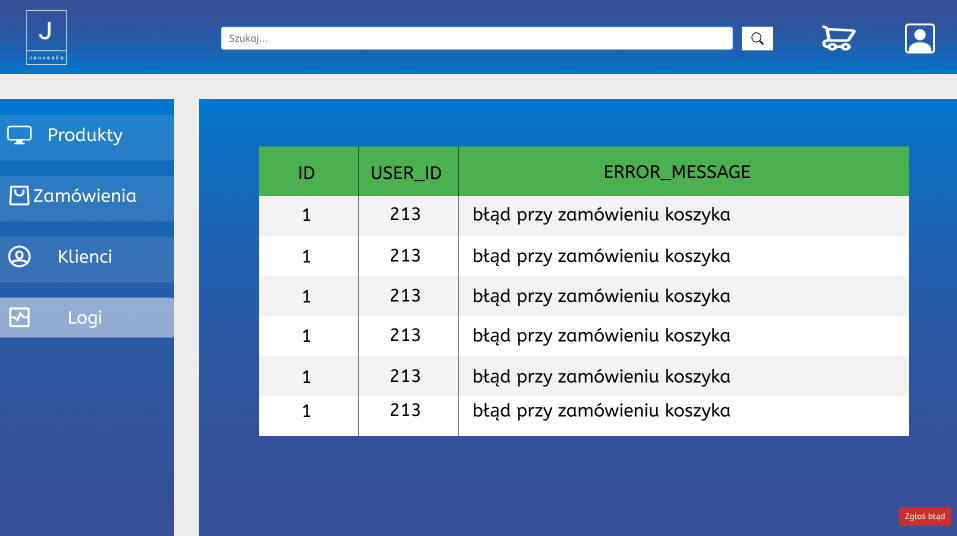 J
JanuszEx
Szukaj...
Produkty
Zamówienia
Klienci
Logi
ID USER_ID ERROR_MESSAGE
1 213 błąd przy zamówieniu koszyka
1 213 błąd przy zamówieniu koszyka
1 213 błąd przy zamówieniu koszyka
1 213 błąd przy zamówieniu koszyka
1 213 błąd przy zamówieniu koszyka
1 213 błąd przy zamówieniu koszyka
Zgłoś błąd